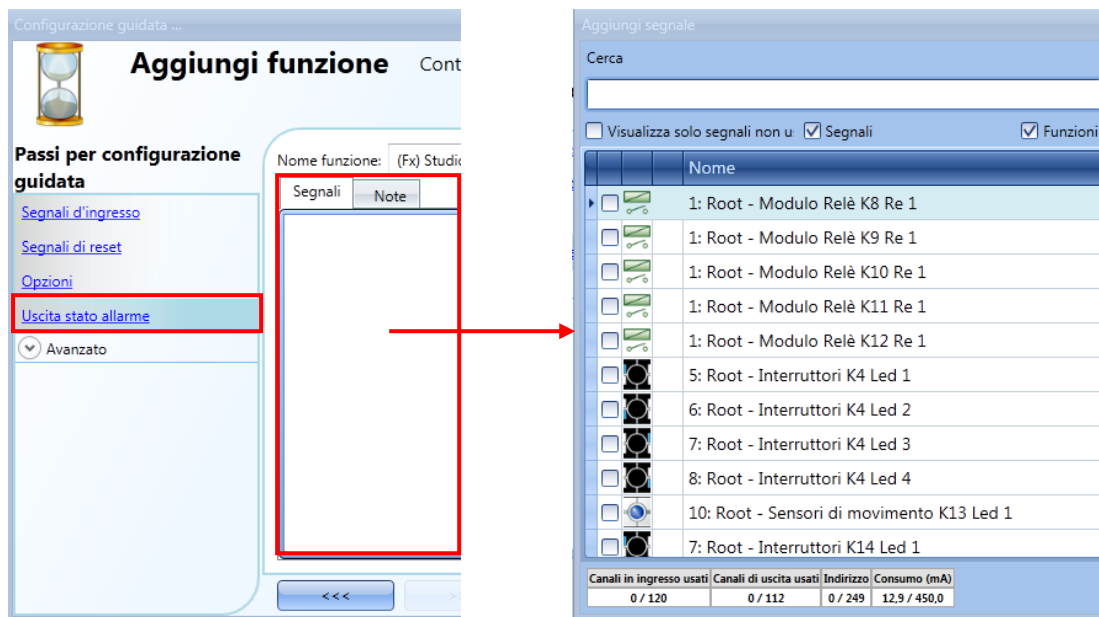 Configurazione guidata ...
Aggiungi funzione Cont
Passi per configurazione
guidata
Segnali d'ingresso
Segnali di reset
Opzioni
Uscita stato allarme
Avanzato
Nome funzione: (Fx) Studio
Segnali Note
<<<
Aggiungi segnale
Cerca
Visualizza solo segnali non u: Segnali Funzioni
Nome
1: Root - Modulo Relè K8 Re 1
1: Root - Modulo Relè K9 Re 1
1: Root - Modulo Relè K10 Re 1
1: Root - Modulo Relè K11 Re 1
1: Root - Modulo Relè K12 Re 1
5: Root - Interruttori K4 Led 1
6: Root - Interruttori K4 Led 2
7: Root - Interruttori K4 Led 3
8: Root - Interruttori K4 Led 4
10: Root - Sensori di movimento K13 Led 1
7: Root - Interruttori K14 Led 1
Canali in ingresso usati Canali di uscita usati Indirizzo Consumo (mA)
0 / 120 0 / 112 0 / 249 12,9 / 450,0